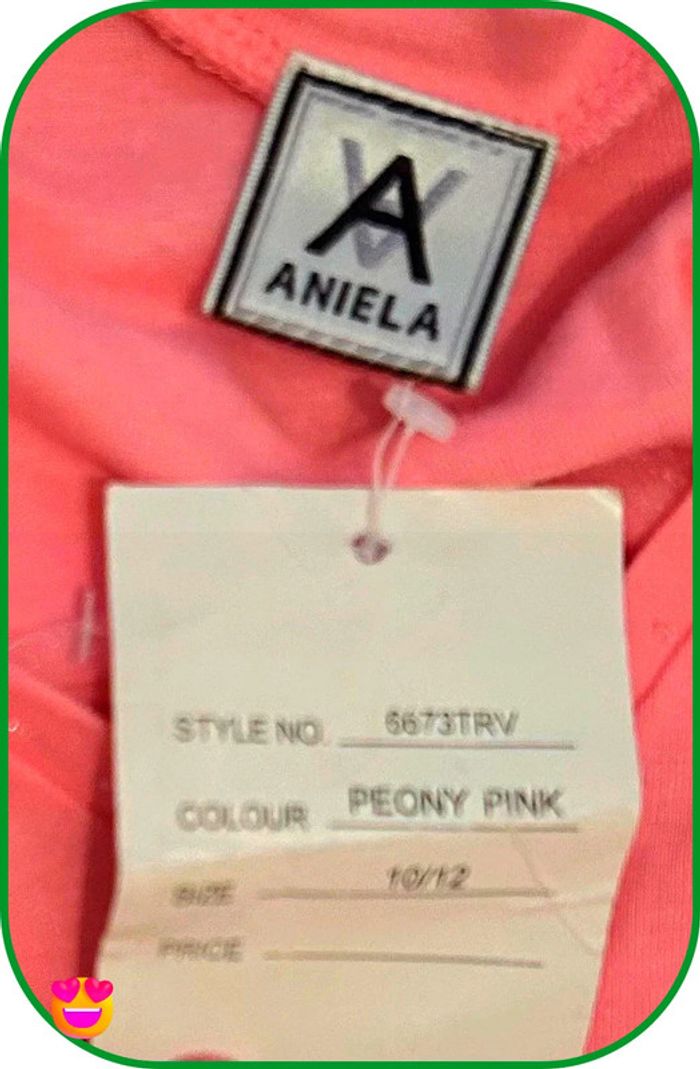 ANIELA
STYLE NO. 6673TRV
COLOUR PEONY PINK
SIZE 10/12
PRICE